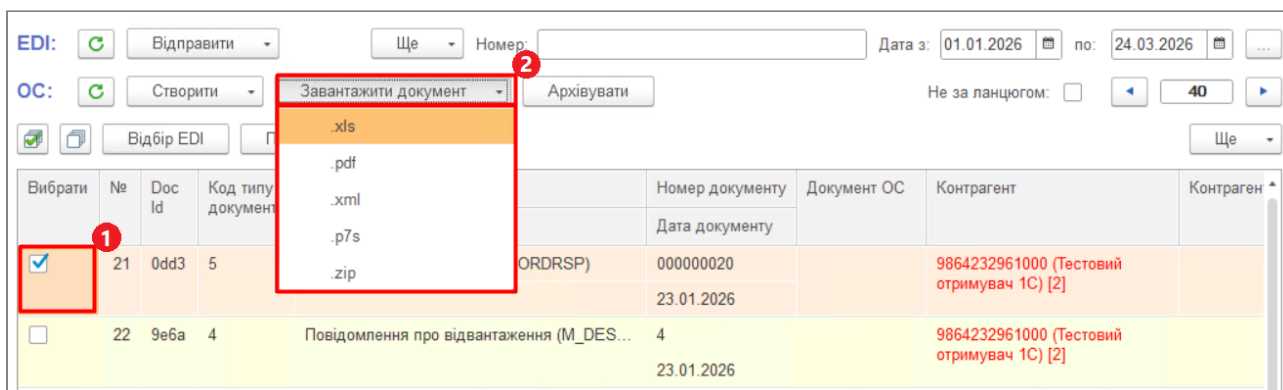 EDI: Відправити Ще Номер: Дата з: 01.01.2026 по: 24.03.2026 ...
2
ОС: Створити Завантажити документ Архівувати Не за ланцюгом: 40
.xls
Відбір EDI П Ще
.pdf
.xml
.p7s
.zip
Вибрати № Doc Id Код типу документ Номер документу Документ ОС Контрагент Контрагент
Дата документу
1
21 0dd3 5 ORDRSP) 000000020 9864232961000 (Тестовий
отримувач 1С) [2]
23.01.2026
22 9e6a 4 Повідомлення про відвантаження (M_DES... 4 9864232961000 (Тестовий
отримувач 1С) [2]
23.01.2026